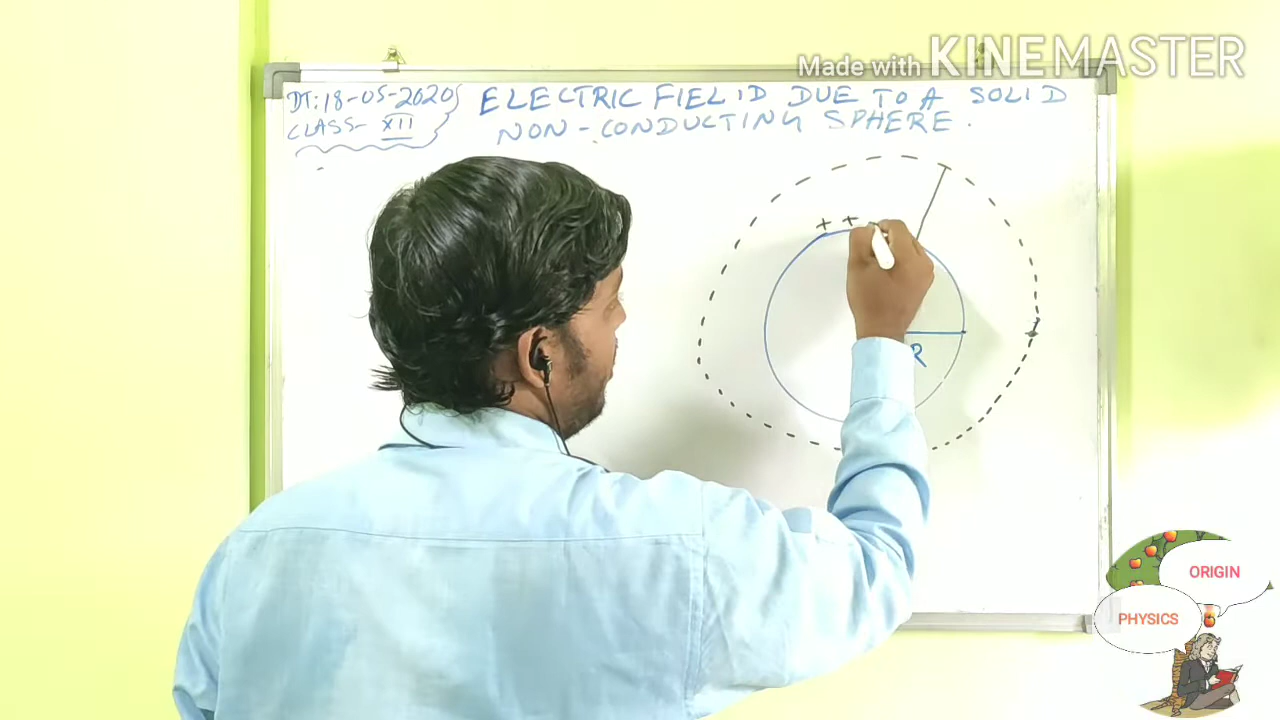 Made with KINEMASTER
DT:18-05-2020
CLASS- XII
ELECTRIC FIELD DUE TO A SOLID
NON-CONDUCTING SPHERE.
+ +
R
ORIGIN
PHYSICS